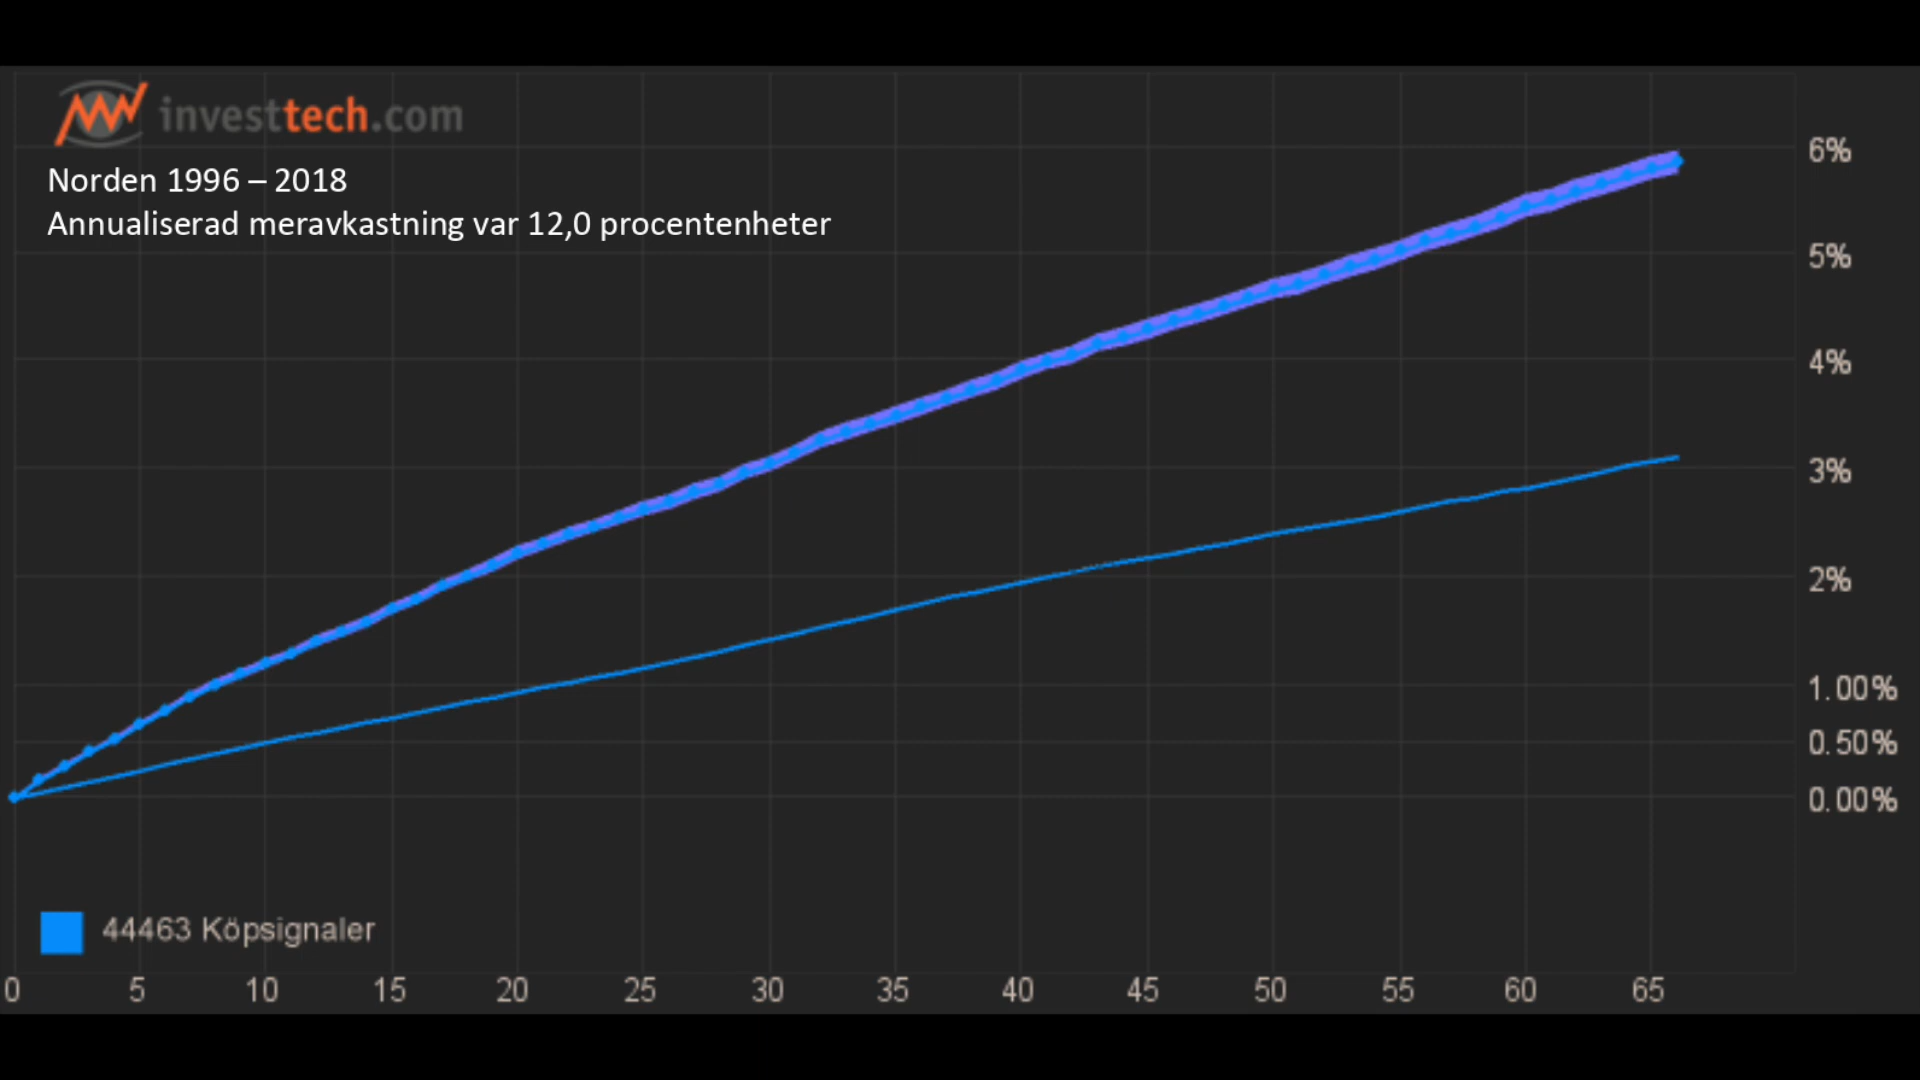 investtech.com
Norden 1996 – 2018
Annualiserad meravkastning var 12,0 procentenheter
6%
5%
4%
3%
2%
1.00%
0.50%
0.00%
44463 Köpsignaler
0 5 10 15 20 25 30 35 40 45 50 55 60 65